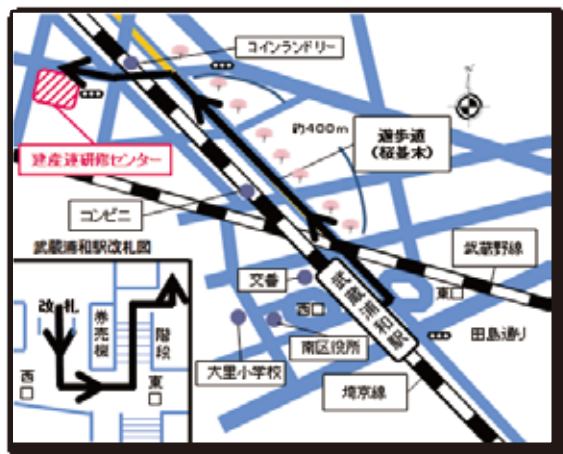 コインランドリー
N
約400m
遊歩道
(桜並木)
建産連研修センター
コンビニ
武蔵浦和駅改札図
武蔵野線
交番
東口
西口
武蔵浦和駅
田島通り
南区役所
大里小学校
埼京線
改札
券売機
階段
西口
東口